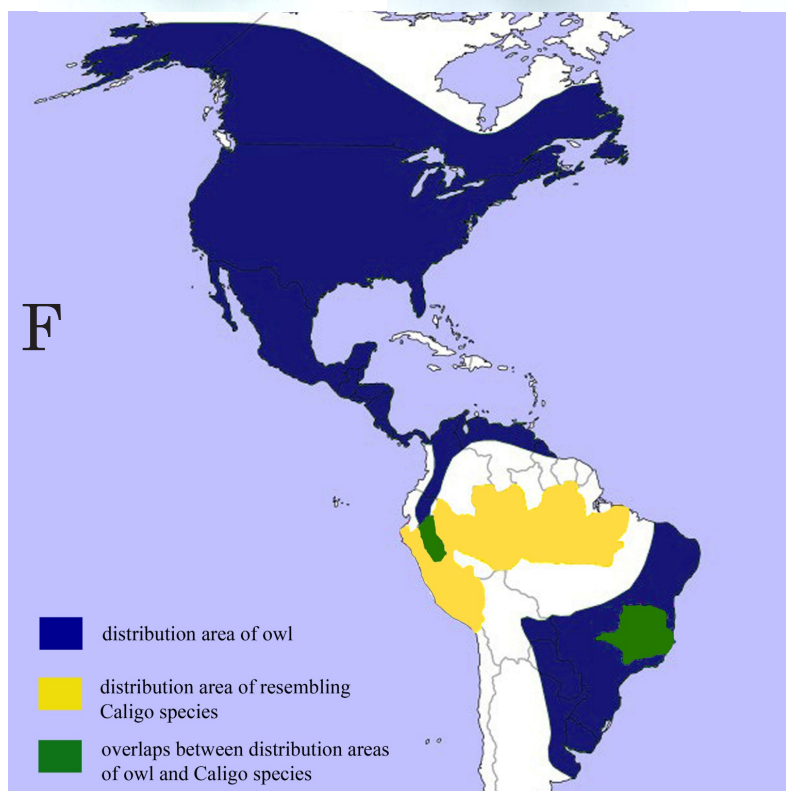 F
distribution area of owl
distribution area of resembling
Caligo species
overlaps between distribution areas
of owl and Caligo species